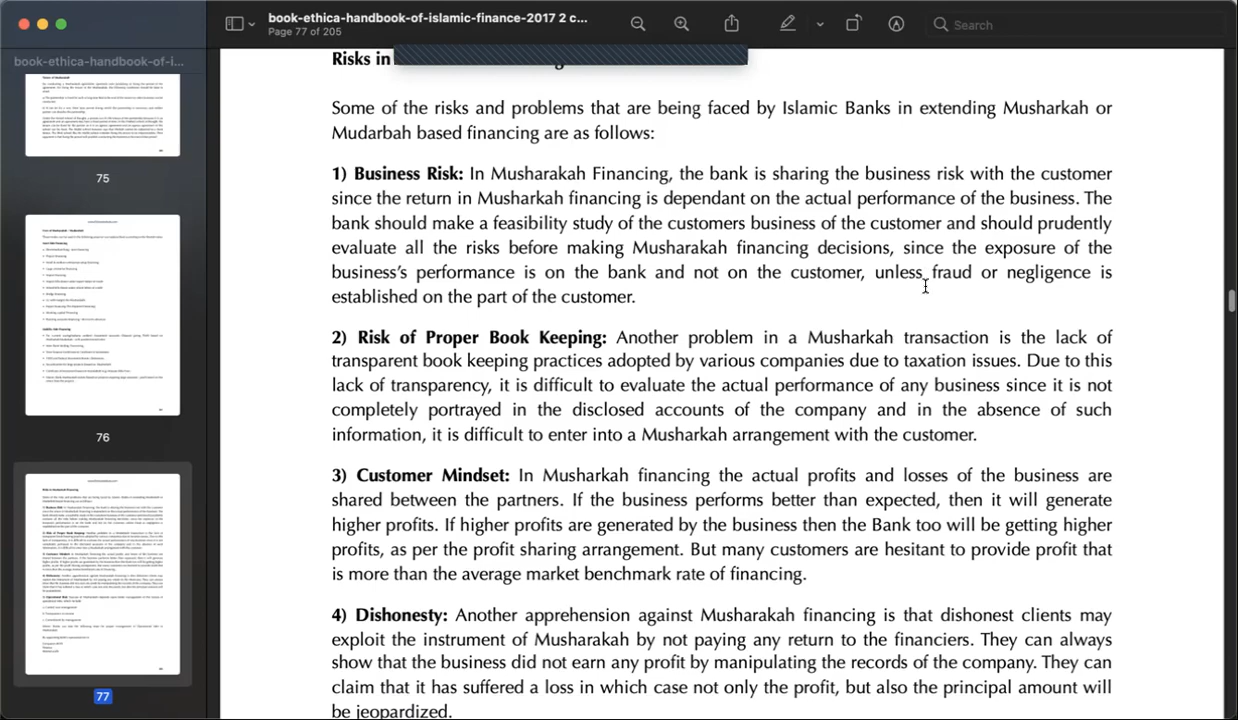 book-ethica-handbook-of-islamic-finance-2017 2 c...
Page 77 of 205
Search
book-ethica-handbook-of-i...
75
76
77
Risks in
Some of the risks and problems that are being faced by Islamic Banks in extending Musharkah or
Mudarbah based financing are as follows:
1) Business Risk: In Musharakah Financing, the bank is sharing the business risk with the customer
since the return in Musharkah financing is dependant on the actual performance of the business. The
bank should make a feasibility study of the customers business of the customer and should prudently
evaluate all the risks before making Musharakah financing decisions, since the exposure of the
business's performance is on the bank and not on the customer, unless fraud or negligence is
established on the part of the customer.
2) Risk of Proper Book Keeping: Another problem in a Musharkah transaction is the lack of
transparent book keeping practices adopted by various companies due to taxation issues. Due to this
lack of transparency, it is difficult to evaluate the actual performance of any business since it is not
completely portrayed in the disclosed accounts of the company and in the absence of such
information, it is difficult to enter into a Musharkah arrangement with the customer.
3) Customer Mindset: In Musharkah financing the actual profits and losses of the business are
shared between the partners. If the business performs better than expected, then it will generate
higher profits. If higher profits are generated by the business then the Bank too will be getting higher
profits, as per the profit sharing arrangement. But many customers are hesitant to provide profit that
is more than the average market benchmark rate of financing.
4) Dishonesty: Another apprehension against Musharkah financing is that dishonest clients may
exploit the instrument of Musharakah by not paying any return to the financiers. They can always
show that the business did not earn any profit by manipulating the records of the company. They can
claim that it has suffered a loss in which case not only the profit, but also the principal amount will
be jeopardized.